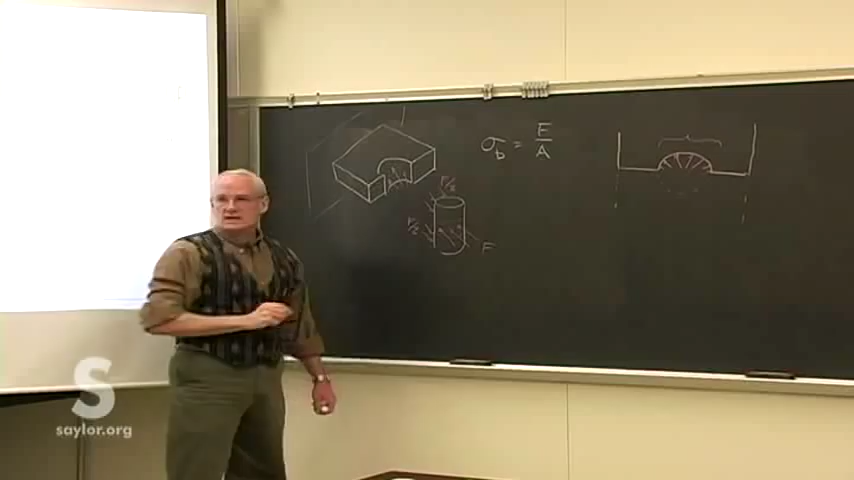 σb = F/A
F/2
F/2
F
S
saylor.org